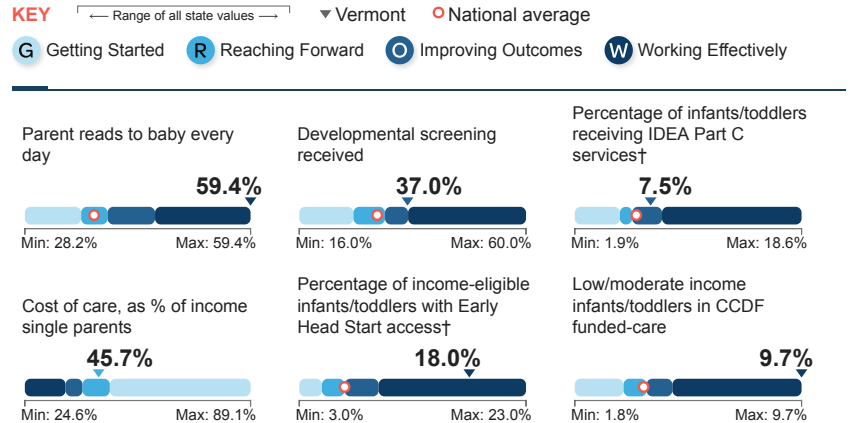 KEY
← Range of all state values →
Vermont
National average
G Getting Started
R Reaching Forward
O Improving Outcomes
W Working Effectively
Parent reads to baby every
day
59.4%
Min: 28.2% Max: 59.4%
Developmental screening
received
37.0%
Min: 16.0% Max: 60.0%
Percentage of infants/toddlers
receiving IDEA Part C
services†
7.5%
Min: 1.9% Max: 18.6%
Cost of care, as % of income
single parents
45.7%
Min: 24.6% Max: 89.1%
Percentage of income-eligible
infants/toddlers with Early
Head Start access†
18.0%
Min: 3.0% Max: 23.0%
Low/moderate income
infants/toddlers in CCDF
funded-care
9.7%
Min: 1.8% Max: 9.7%